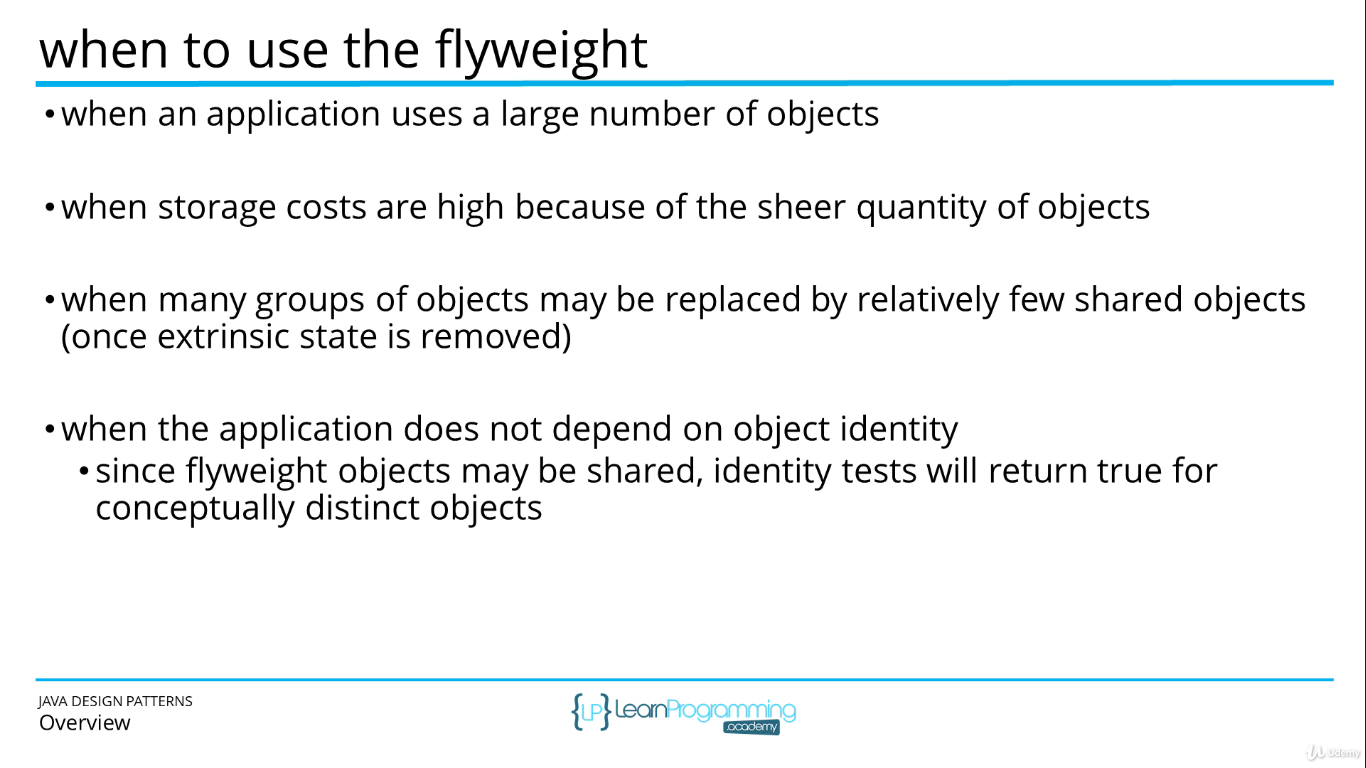 when to use the flyweight
•when an application uses a large number of objects
•when storage costs are high because of the sheer quantity of objects
•when many groups of objects may be replaced by relatively few shared objects
(once extrinsic state is removed)
•when the application does not depend on object identity
•since flyweight objects may be shared, identity tests will return true for
conceptually distinct objects
JAVA DESIGN PATTERNS
Overview
{LP} LearnProgramming
.academy
Udemy